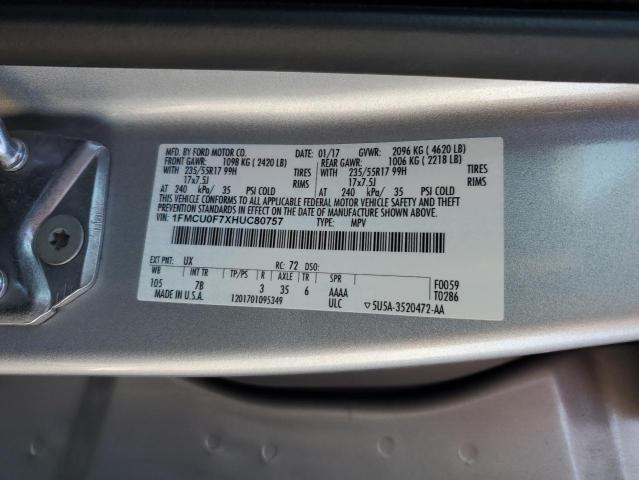 MFD. BY FORD MOTOR CO. 01/17 GVWR: 2096 KG ( 4620 LB)
FRONT GAWR: 1098 KG ( 2420 LB) REAR GAWR: 1006 KG ( 2218 LB)
WITH 235/55R17 99H TIRES WITH 235/55R17 99H TIRES
17x7.5J RIMS 17x7.5J RIMS
AT 240 kPa/ 35 PSI COLD AT 240 kPa/ 35 PSI COLD
THIS VEHICLE CONFORMS TO ALL APPLICABLE FEDERAL MOTOR VEHICLE SAFETY AND THEFT
PREVENTION STANDARDS IN EFFECT ON THE DATE OF MANUFACTURE SHOWN ABOVE.
VIN: 1FMCU0F7XHUC80757 TYPE: MPV
EXT PNT: UX RC: 72 DSO:
WB INT TR TP/PS R AXLE TR SPR F0059
105 7B 3 35 6 AAAA T0286
MADE IN U.S.A. 1201701095349 ULC 5U5A-3520472-AA